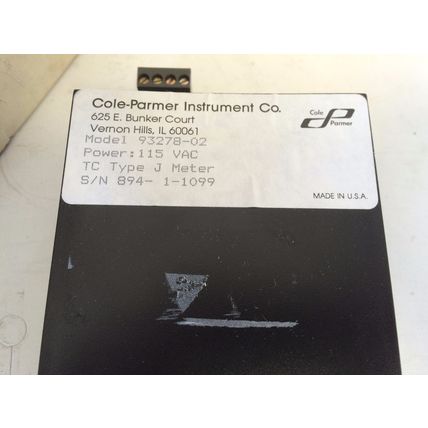 Cole-Parmer Instrument Co.
625 E. Bunker Court
Vernon Hills, IL 60061
Cole
Parmer
Model 93278-02
Power:115 VAC
TC Type J Meter
S/N 894- 1-1099
MADE IN U.S.A.